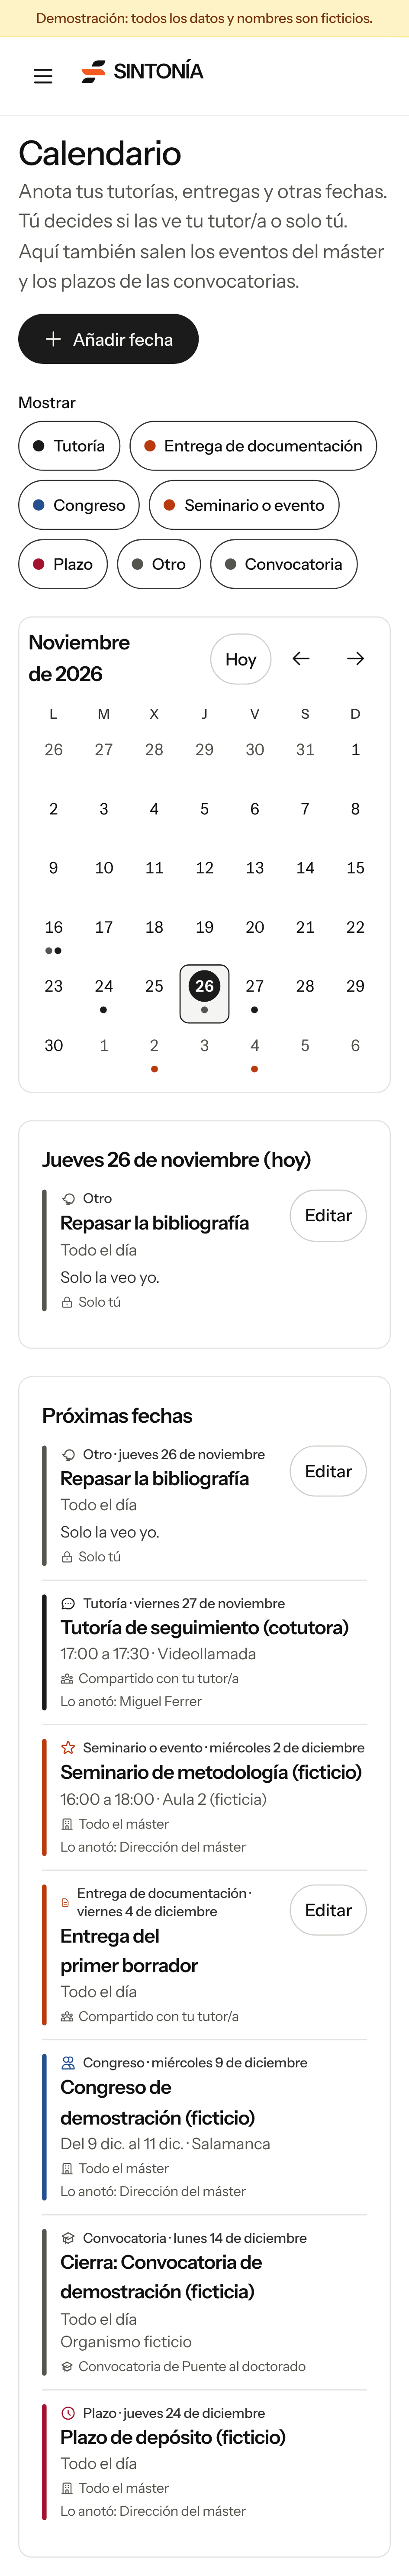 Demostración: todos los datos y nombres son ficticios.
SINTONÍA
Calendario
Anota tus tutorías, entregas y otras fechas.
Tú decides si las ve tu tutor/a o solo tú.
Aquí también salen los eventos del máster
y los plazos de las convocatorias.
Añadir fecha
Mostrar
Tutoría
Entrega de documentación
Congreso
Seminario o evento
Plazo
Otro
Convocatoria
Noviembre
de 2026
Hoy
L M X J V S D
26 27 28 29 30 31 1
2 3 4 5 6 7 8
9 10 11 12 13 14 15
16 17 18 19 20 21 22
23 24 25 26 27 28 29
30 1 2 3 4 5 6
Jueves 26 de noviembre (hoy)
Otro
Editar
Repasar la bibliografía
Todo el día
Solo la veo yo.
Solo tú
Próximas fechas
Otro · jueves 26 de noviembre
Editar
Repasar la bibliografía
Todo el día
Solo la veo yo.
Solo tú
Tutoría · viernes 27 de noviembre
Tutoría de seguimiento (cotutora)
17:00 a 17:30 · Videollamada
Compartido con tu tutor/a
Lo anotó: Miguel Ferrer
Seminario o evento · miércoles 2 de diciembre
Seminario de metodología (ficticio)
16:00 a 18:00 · Aula 2 (ficticia)
Todo el máster
Lo anotó: Dirección del máster
Entrega de documentación ·
viernes 4 de diciembre
Editar
Entrega del
primer borrador
Todo el día
Compartido con tu tutor/a
Congreso · miércoles 9 de diciembre
Congreso de
demostración (ficticio)
Del 9 dic. al 11 dic. · Salamanca
Todo el máster
Lo anotó: Dirección del máster
Convocatoria · lunes 14 de diciembre
Cierra: Convocatoria de
demostración (ficticia)
Todo el día
Organismo ficticio
Convocatoria de Puente al doctorado
Plazo · jueves 24 de diciembre
Plazo de depósito (ficticio)
Todo el día
Todo el máster
Lo anotó: Dirección del máster